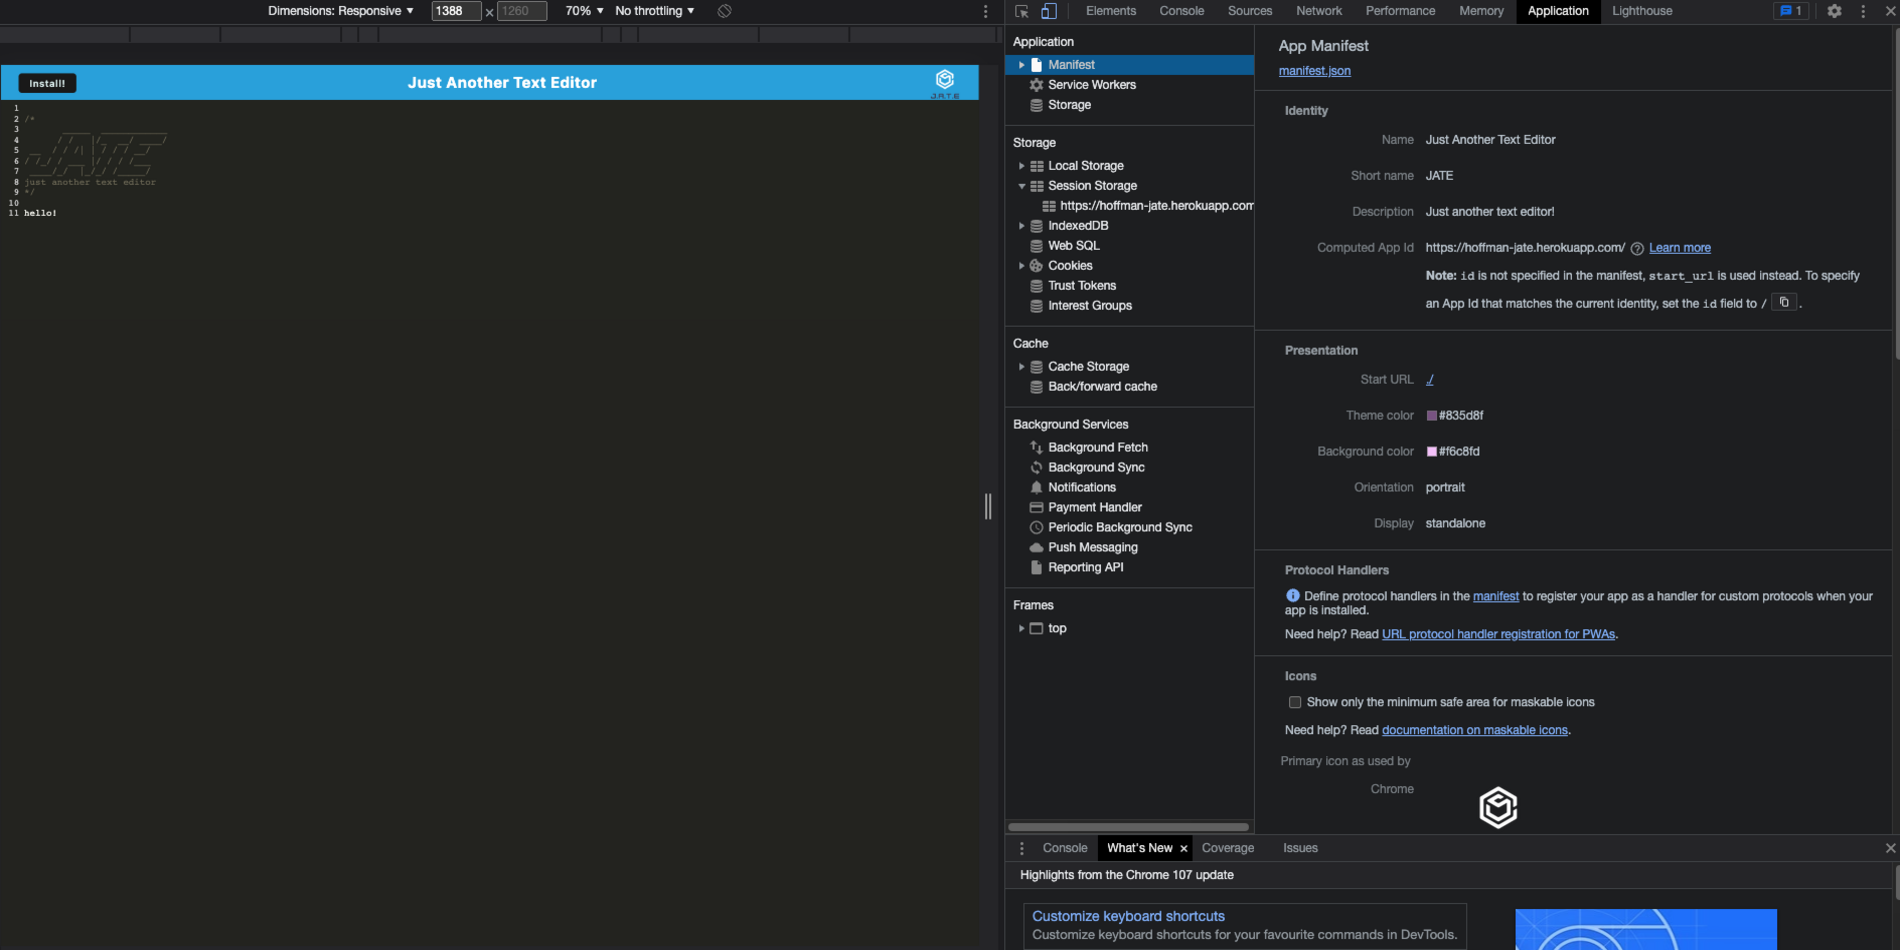 Dimensions: Responsive ▼ 1388 × 1260 70% ▼ No throttling ▼
Install!
Just Another Text Editor
J.A.T.E
1
2 /*
3
4
5
6
7
8 just another text editor
9 */
10
11 hello!
Elements Console Sources Network Performance Memory Application Lighthouse 1
Application
Manifest
Service Workers
Storage
Storage
Local Storage
Session Storage
https://hoffman-jate.herokuapp.com
IndexedDB
Web SQL
Cookies
Trust Tokens
Interest Groups
Cache
Cache Storage
Back/forward cache
Background Services
Background Fetch
Background Sync
Notifications
Payment Handler
Periodic Background Sync
Push Messaging
Reporting API
Frames
top
App Manifest
manifest.json
Identity
Name Just Another Text Editor
Short name JATE
Description Just another text editor!
Computed App Id https://hoffman-jate.herokuapp.com/ Learn more
Note: id is not specified in the manifest, start_url is used instead. To specify
an App Id that matches the current identity, set the id field to / .
Presentation
Start URL ./
Theme color #835d8f
Background color #f6c8fd
Orientation portrait
Display standalone
Protocol Handlers
Define protocol handlers in the manifest to register your app as a handler for custom protocols when your
app is installed.
Need help? Read URL protocol handler registration for PWAs.
Icons
Show only the minimum safe area for maskable icons
Need help? Read documentation on maskable icons.
Primary icon as used by
Chrome
Console What's New × Coverage Issues
Highlights from the Chrome 107 update
Customize keyboard shortcuts
Customize keyboard shortcuts for your favourite commands in DevTools.